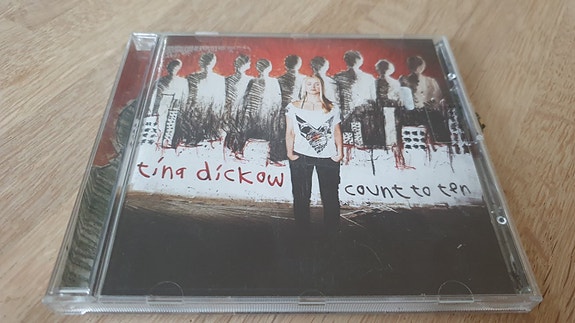 tina dickow
count to ten